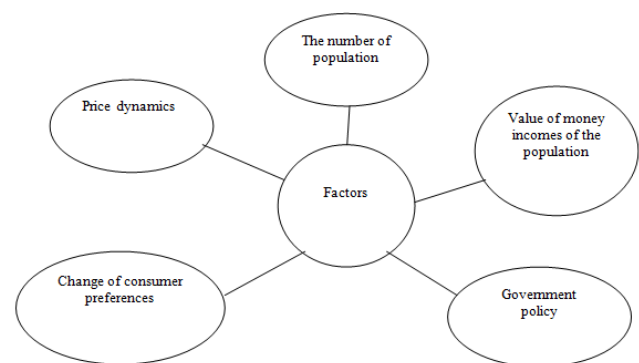 The number of
population
Price dynamics
Value of money
incomes of the
population
Factors
Change of consumer
preferences
Government
policy